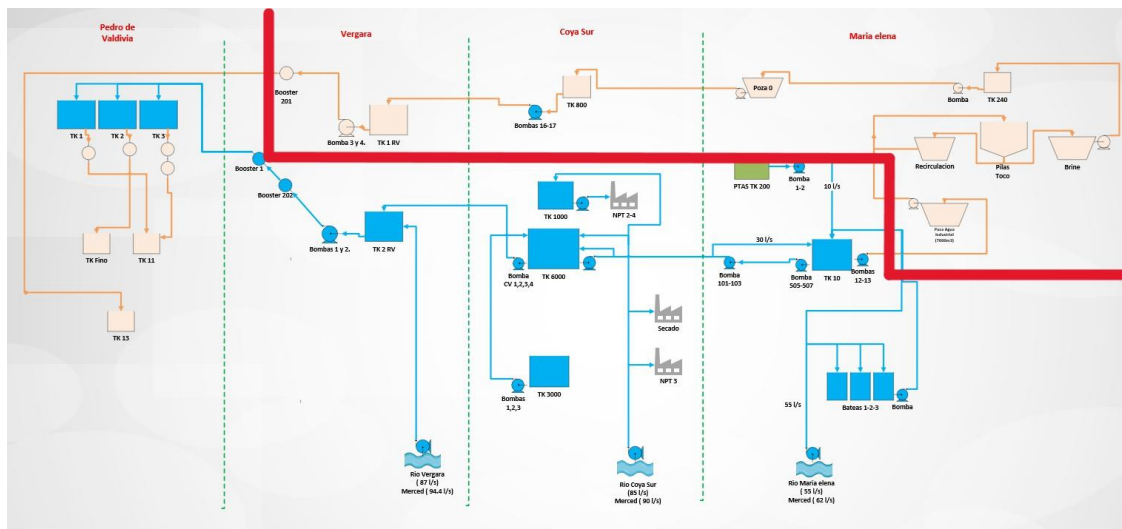 Pedro de
Valdivia
Vergara
Coya Sur
Maria elena
Booster
201
TK 1
TK 2
TK 3
Bomba 3 y 4.
TK 1 RV
Bombas 16-17
TK 800
Poza 0
Bomba
TK 240
Recirculacion
Pilas
Toco
Brine
Booster 1
PTAS TK 200
Bomba
1-2
10 l/s
Booster 202
TK 1000
NPT 2-4
Poza Agua
Industrial
(7000m3)
TK Fino
TK 11
Bombas 1 y 2.
TK 2 RV
Bomba
CV 1,2,3,4
TK 6000
30 l/s
Bomba
101-103
Bomba
505-507
TK 10
Bombas
12-13
TK 13
Secado
NPT 3
Bombas
1,2,3
TK 3000
55 l/s
Bateas 1-2-3
Bomba
Rio Vergara
( 87 l/s)
Merced ( 94.4 l/s)
Rio Coya Sur
(85 l/s)
Merced ( 90 l/s)
Rio María elena
( 55 l/s)
Merced ( 62 l/s)